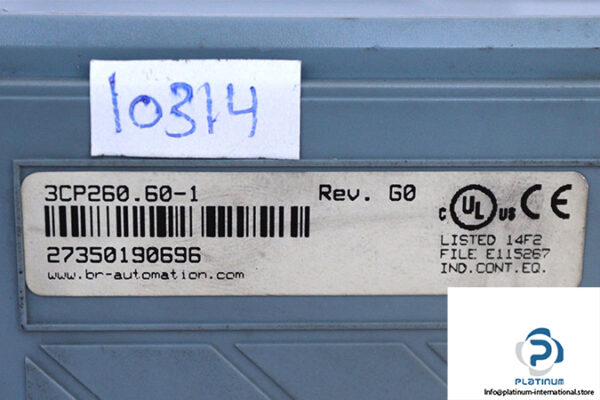 10314
3CP260.60-1 Rev. G0
27350190696
www.br-automation.com
C UL US CE
LISTED 14F2
FILE E115267
IND.CONT.EQ.
PLATINUM
Info@platinum-international.store